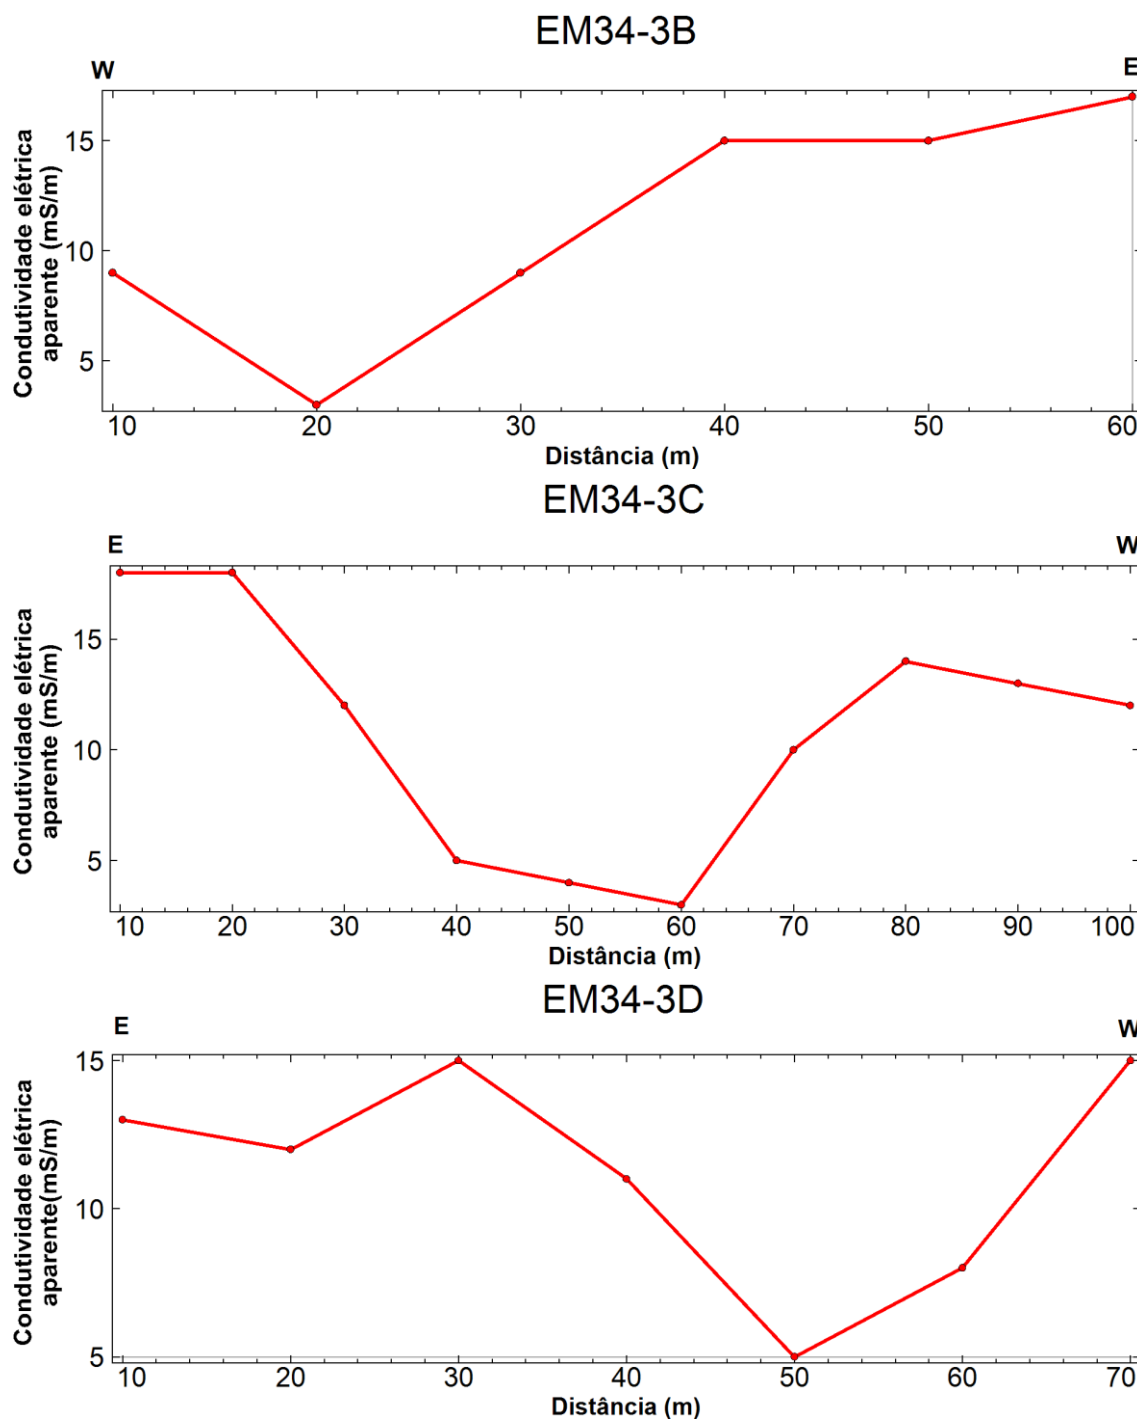 EM34-3B
W E
Condutividade elétrica
aparente (mS/m)
15
10
5
10 20 30 40 50 60
Distância (m)
EM34-3C
E W
Condutividade elétrica
aparente (mS/m)
15
10
5
10 20 30 40 50 60 70 80 90 100
Distância (m)
EM34-3D
E W
Condutividade elétrica
aparente(mS/m)
15
10
5
10 20 30 40 50 60 70
Distância (m)